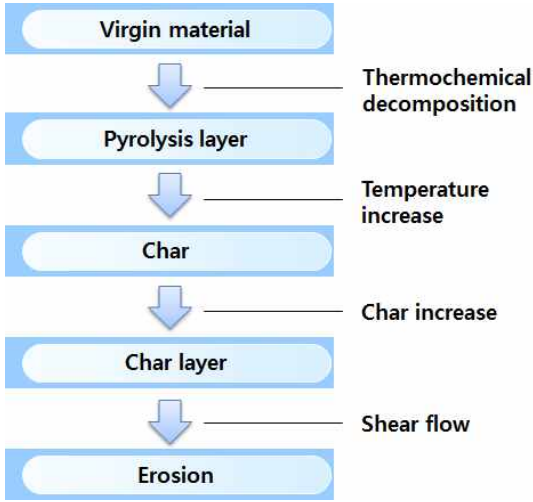 Virgin material
Thermochemical
decomposition
Pyrolysis layer
Temperature
increase
Char
Char increase
Char layer
Shear flow
Erosion